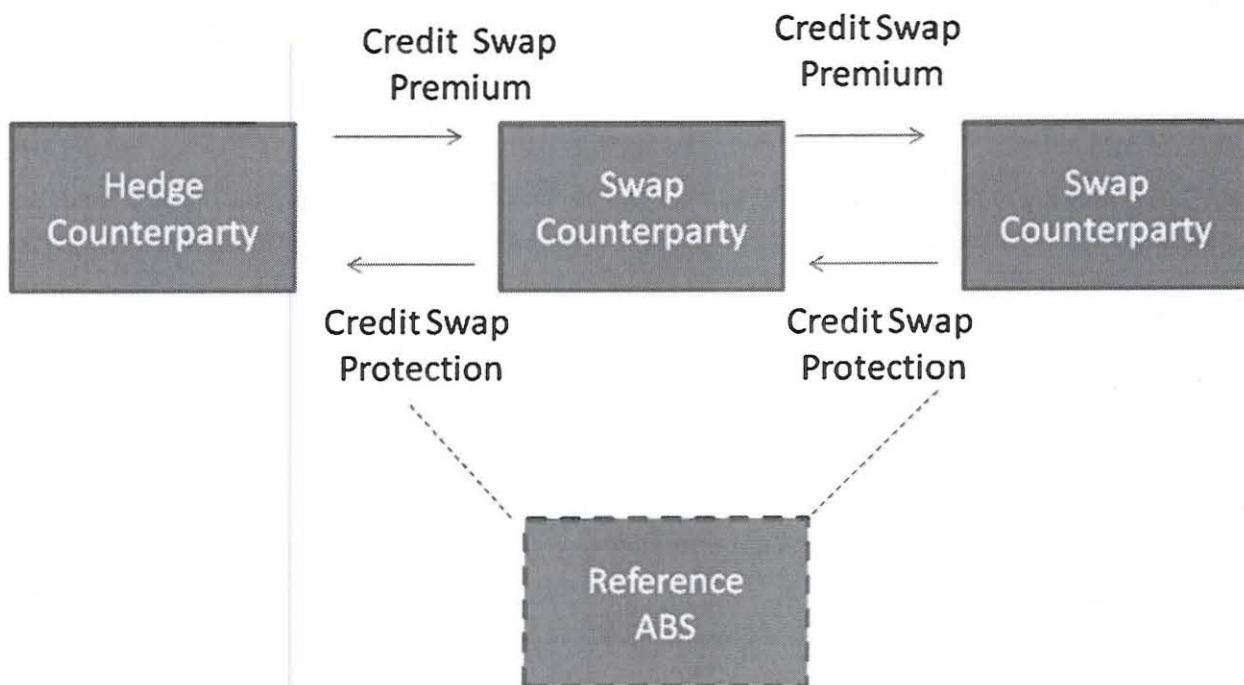 Credit Swap
Premium
Credit Swap
Premium
Hedge
Counterparty
Swap
Counterparty
Swap
Counterparty
Credit Swap
Protection
Credit Swap
Protection
Reference
ABS